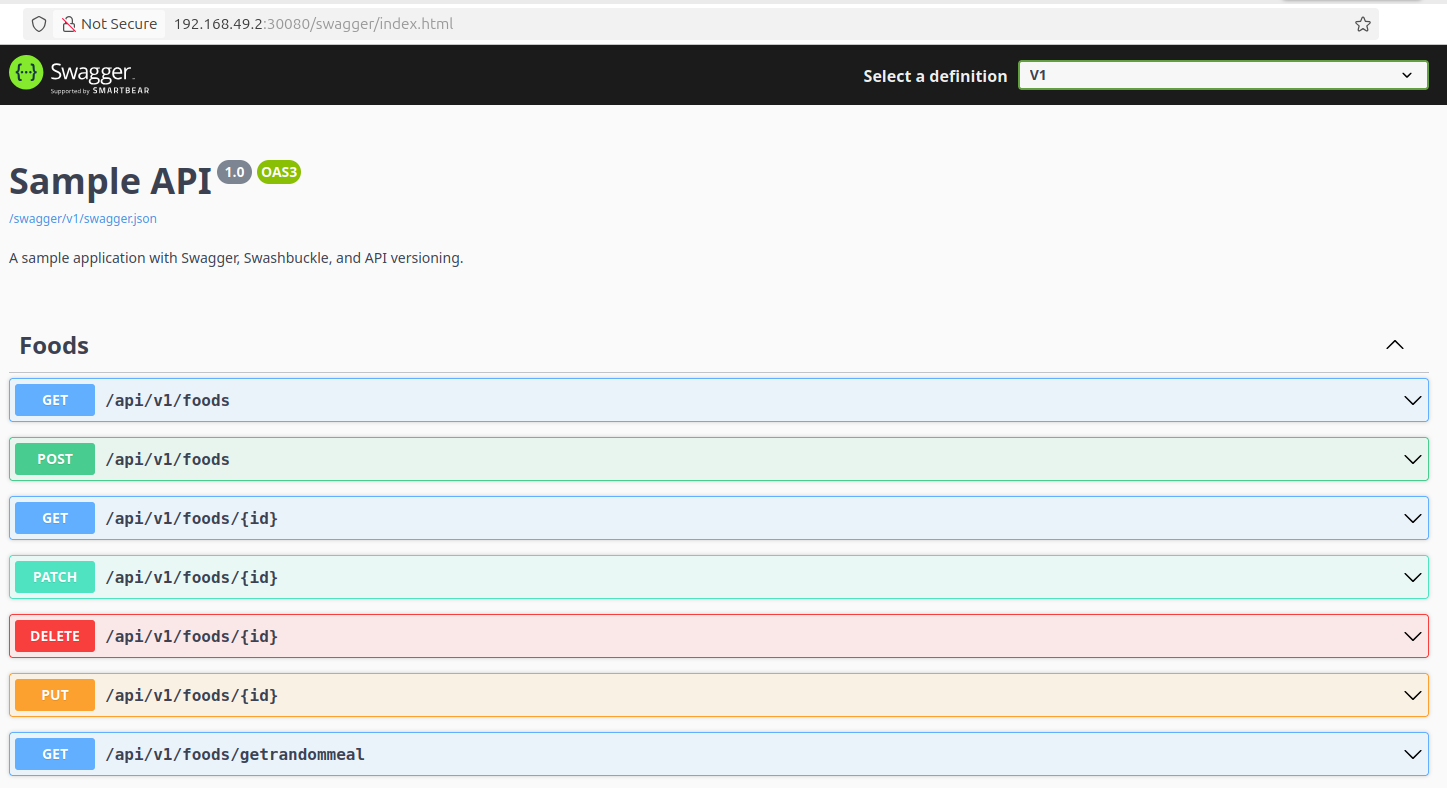 Not Secure 192.168.49.2:30080/swagger/index.html
{···} Swagger.
Supported by SMARTBEAR
Select a definition V1
Sample API 1.0 OAS3
/swagger/v1/swagger.json
A sample application with Swagger, Swashbuckle, and API versioning.
Foods
GET /api/v1/foods
POST /api/v1/foods
GET /api/v1/foods/{id}
PATCH /api/v1/foods/{id}
DELETE /api/v1/foods/{id}
PUT /api/v1/foods/{id}
GET /api/v1/foods/getrandommeal